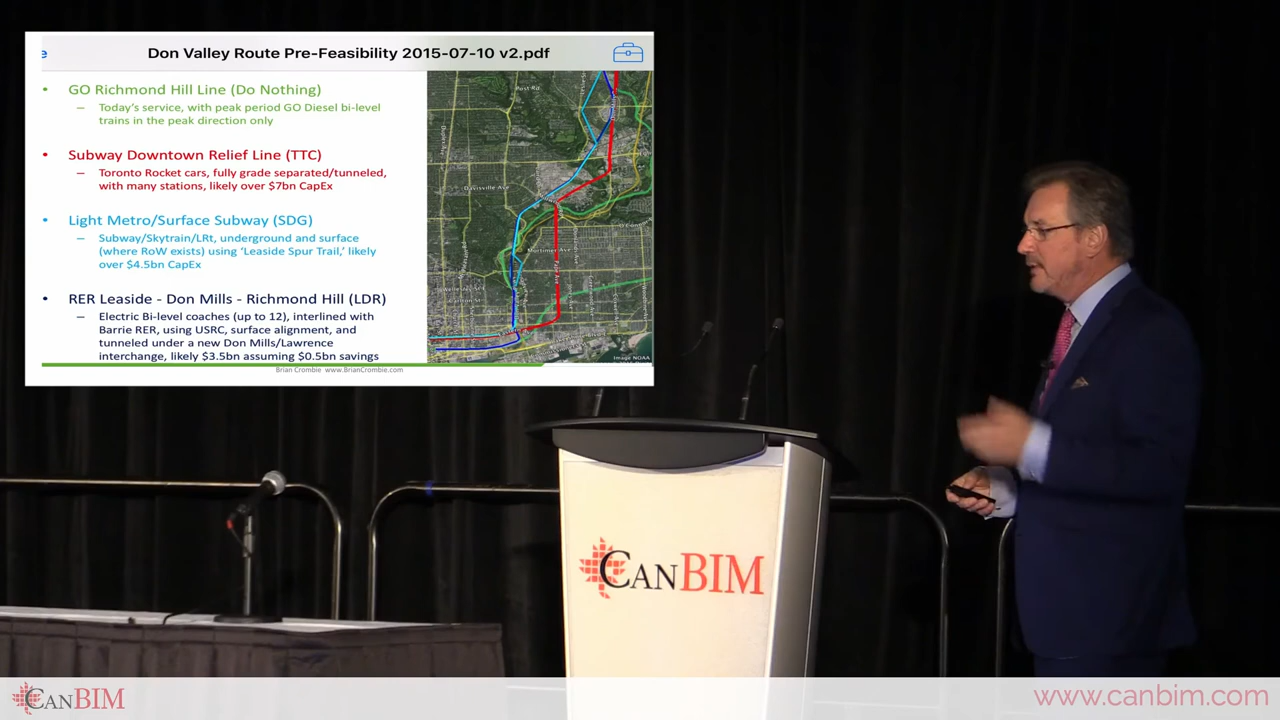 e
Don Valley Route Pre-Feasibility 2015-07-10 v2.pdf
• GO Richmond Hill Line (Do Nothing)
– Today's service, with peak period GO Diesel bi-level
trains in the peak direction only
• Subway Downtown Relief Line (TTC)
– Toronto Rocket cars, fully grade separated/tunneled,
with many stations, likely over $7bn CapEx
• Light Metro/Surface Subway (SDG)
– Subway/Skytrain/LRt, underground and surface
(where RoW exists) using 'Leaside Spur Trail,' likely
over $4.5bn CapEx
• RER Leaside - Don Mills - Richmond Hill (LDR)
– Electric Bi-level coaches (up to 12), interlined with
Barrie RER, using USRC, surface alignment, and
tunneled under a new Don Mills/Lawrence
interchange, likely $3.5bn assuming $0.5bn savings
Post Rd
Davisville Ave
Mortimer Ave
Pape Ave
Image NOAA
Brian Crombie www.BrianCrombie.com
CANBIM
CANBIM
www.canbim.com